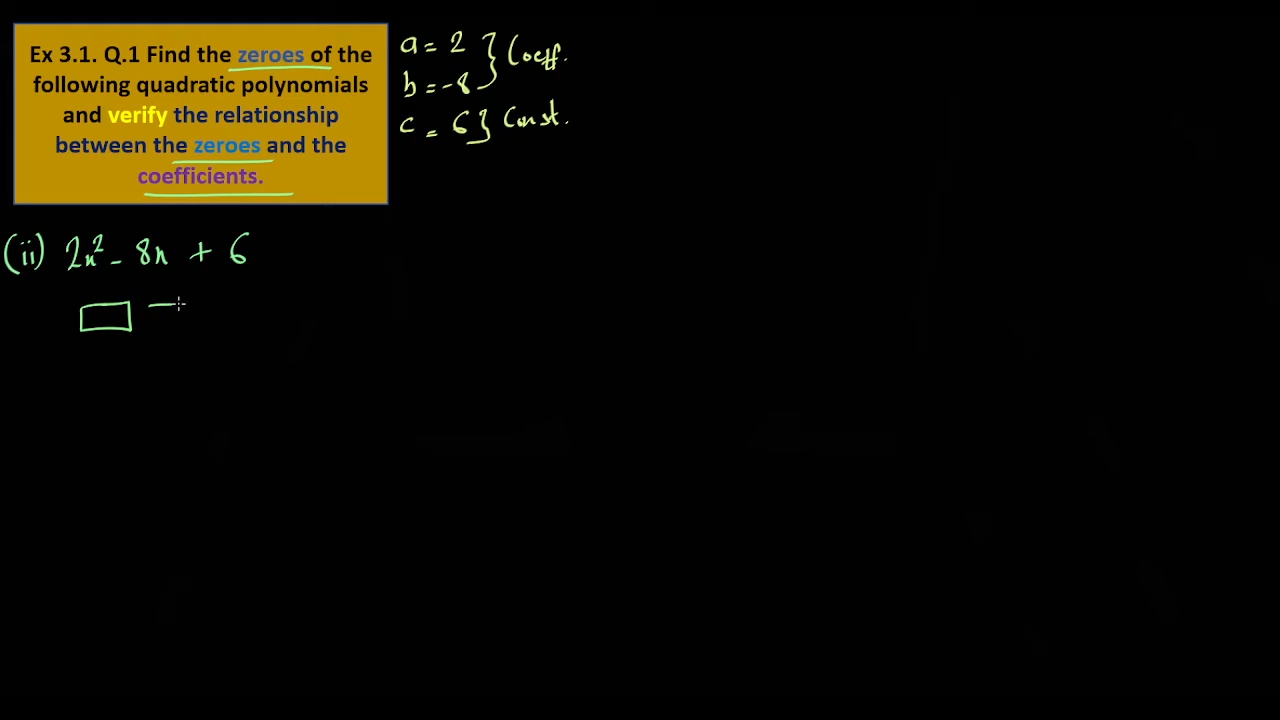 Ex 3.1. Q.1 Find the zeroes of the
following quadratic polynomials
and verify the relationship
between the zeroes and the
coefficients.
a = 2 } Coeff.
b = -8
c = 6 } Const.
(ii) 2x² - 8x + 6